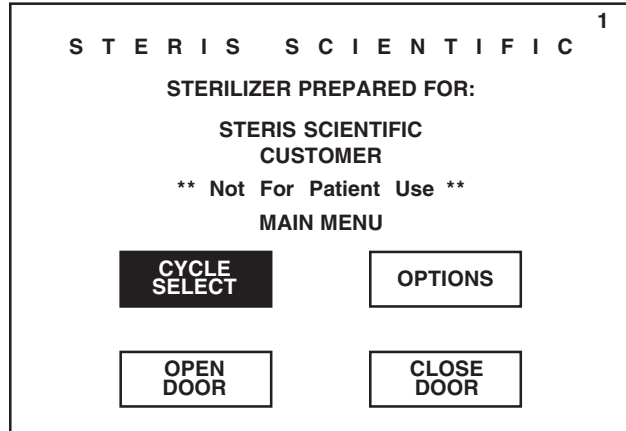 1
S T E R I S   S C I E N T I F I C
STERILIZER PREPARED FOR:
STERIS SCIENTIFIC
CUSTOMER
** Not For Patient Use **
MAIN MENU
CYCLE
SELECT
OPTIONS
OPEN
DOOR
CLOSE
DOOR